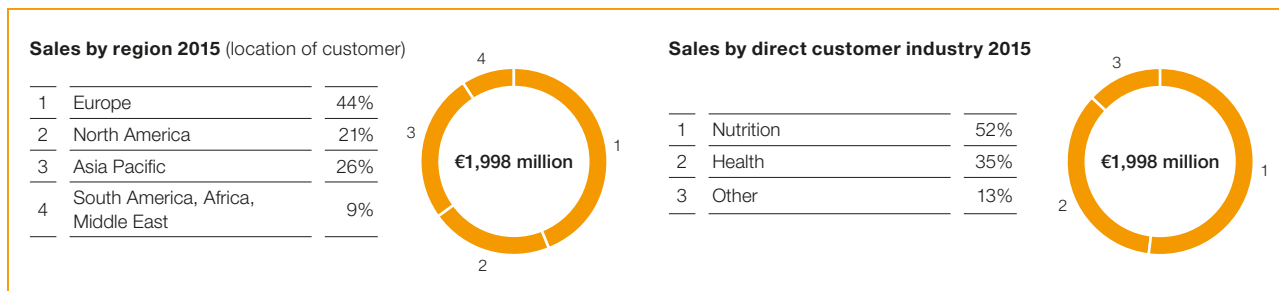 Sales by region 2015 (location of customer)
1 Europe 44%
2 North America 21%
3 Asia Pacific 26%
4 South America, Africa,
Middle East 9%
4
3
1
2
€1,998 million
Sales by direct customer industry 2015
1 Nutrition 52%
2 Health 35%
3 Other 13%
3
1
2
€1,998 million